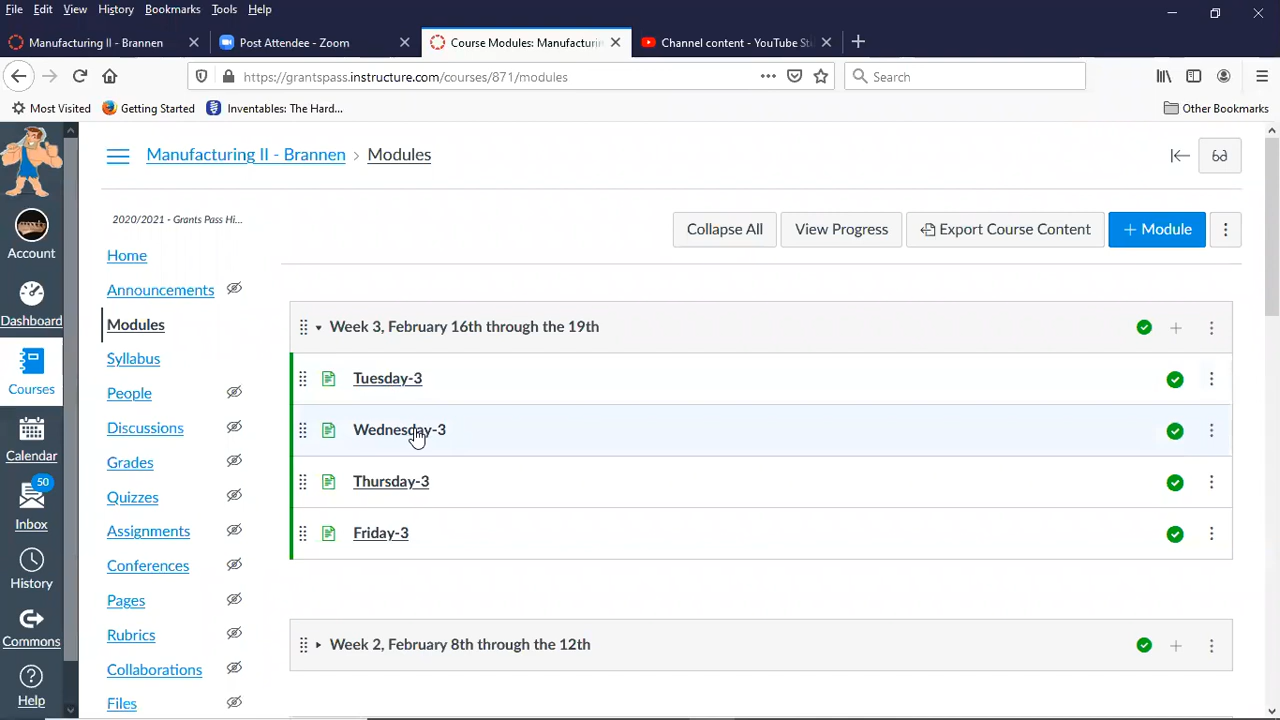 File Edit View History Bookmarks Tools Help
Manufacturing II - Brannen
Post Attendee - Zoom
Course Modules: Manufacturin
Channel content - YouTube St
https://grantspass.instructure.com/courses/871/modules
Search
Most Visited
Getting Started
Inventables: The Hard...
Other Bookmarks
Manufacturing II - Brannen > Modules
Account
Dashboard
Courses
Calendar
50
Inbox
History
Commons
Help
2020/2021 - Grants Pass Hi...
Home
Announcements
Modules
Syllabus
People
Discussions
Grades
Quizzes
Assignments
Conferences
Pages
Rubrics
Collaborations
Files
Collapse All
View Progress
Export Course Content
+ Module
Week 3, February 16th through the 19th
Tuesday-3
Wednesday-3
Thursday-3
Friday-3
Week 2, February 8th through the 12th